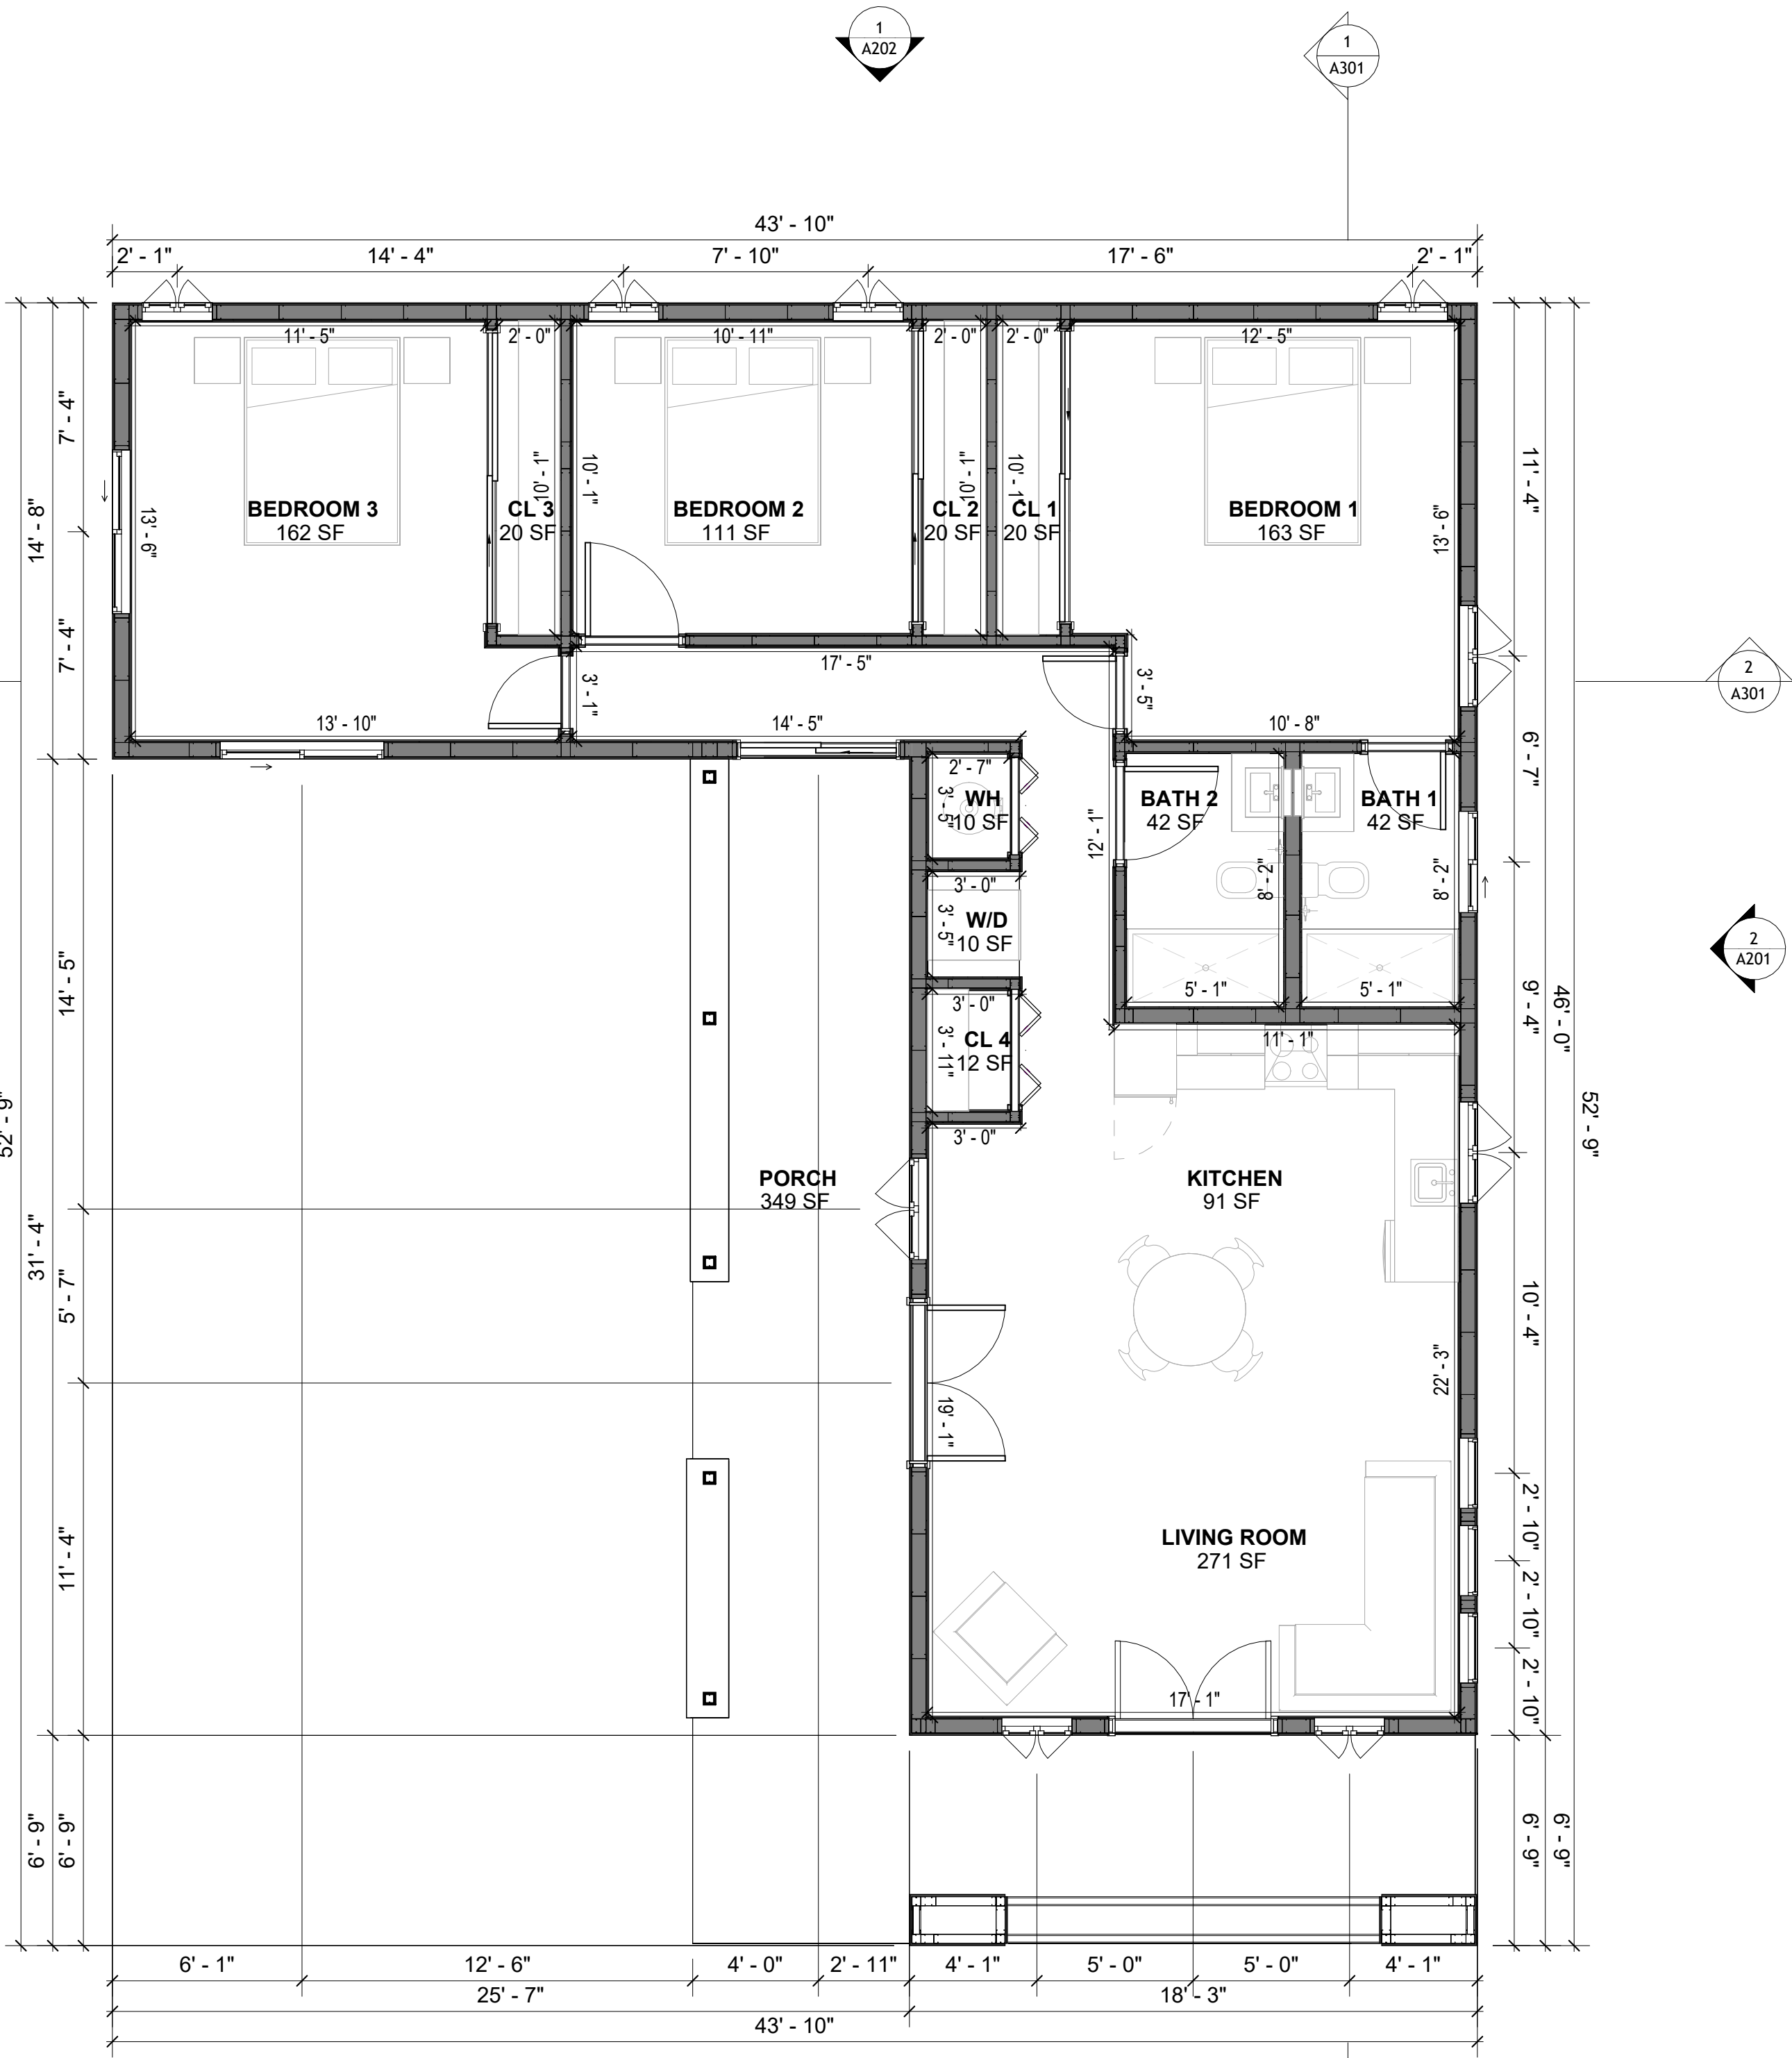 1
A202
1
A301
43' - 10"
2' - 1"
14' - 4"
7' - 10"
17' - 6"
2' - 1"
11' - 5"
2' - 0"
10' - 11"
2' - 0"
2' - 0"
12' - 5"
7' - 4"
14' - 8"
7' - 4"
13' - 6"
BEDROOM 3
162 SF
10' - 1"
CL 3
20 SF
10' - 1"
BEDROOM 2
111 SF
10' - 1"
CL 2
20 SF
10' - 1"
CL 1
20 SF
BEDROOM 1
163 SF
13' - 6"
11' - 4"
17' - 5"
3' - 1"
3' - 5"
13' - 10"
14' - 5"
10' - 8"
2
A301
6' - 7"
2' - 7"
3' - 5"
WH
10 SF
12' - 1"
BATH 2
42 SF
8' - 2"
BATH 1
42 SF
8' - 2"
3' - 0"
3' - 5"
W/D
10 SF
2
A201
14' - 5"
5' - 1"
5' - 1"
9' - 4"
46' - 0"
3' - 0"
3' - 11"
CL 4
12 SF
11' - 1"
3' - 0"
52' - 9"
52' - 9"
PORCH
349 SF
KITCHEN
91 SF
31' - 4"
5' - 7"
10' - 4"
22' - 3"
19' - 1"
11' - 4"
LIVING ROOM
271 SF
2' - 10"
2' - 10"
2' - 10"
17' - 1"
6' - 9"
6' - 9"
6' - 9"
6' - 9"
6' - 1"
12' - 6"
4' - 0"
2' - 11"
4' - 1"
5' - 0"
5' - 0"
4' - 1"
25' - 7"
18' - 3"
43' - 10"